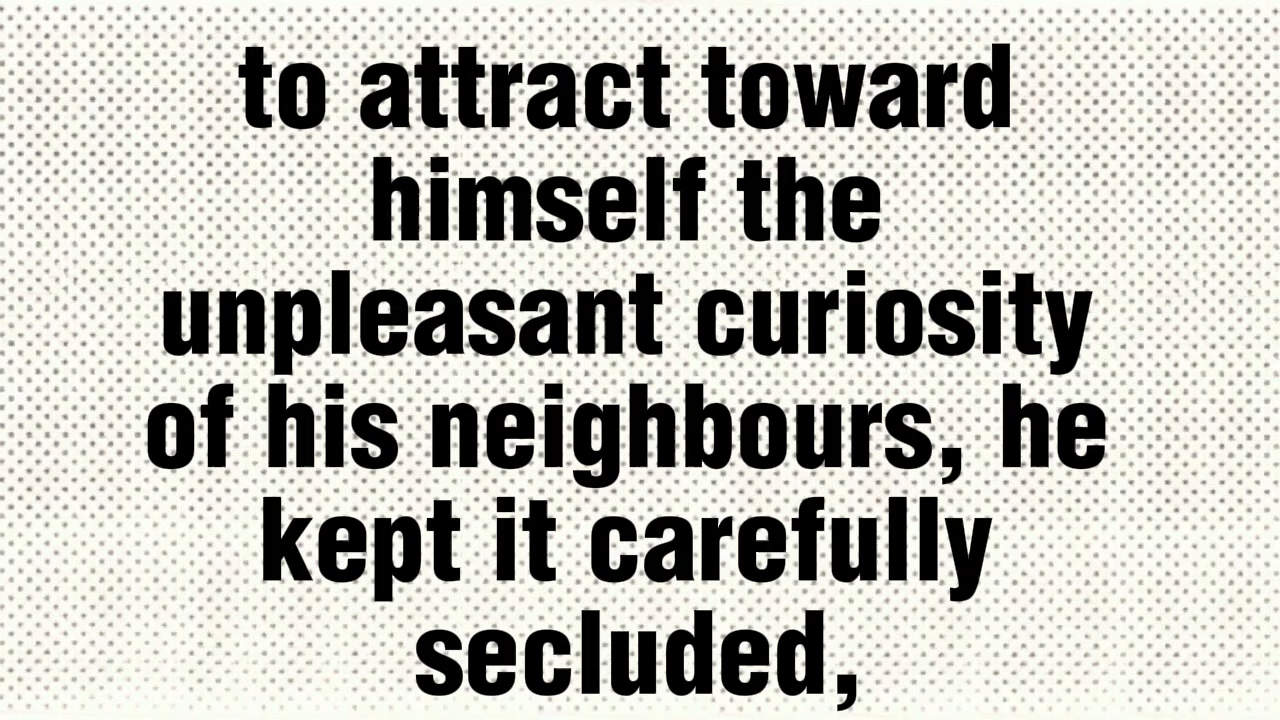 to attract toward
himself the
unpleasant curiosity
of his neighbours, he
kept it carefully
secluded,